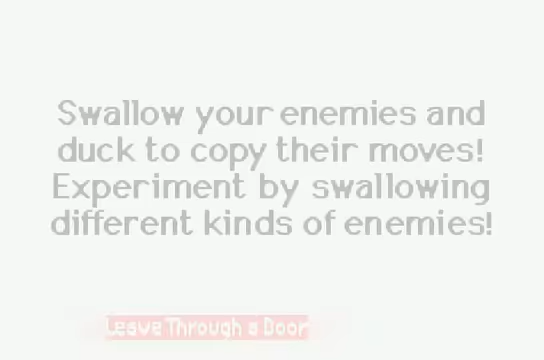 Swallow your enemies and
duck to copy their moves!
Experiment by swallowing
different kinds of enemies!
Leave Through a Door